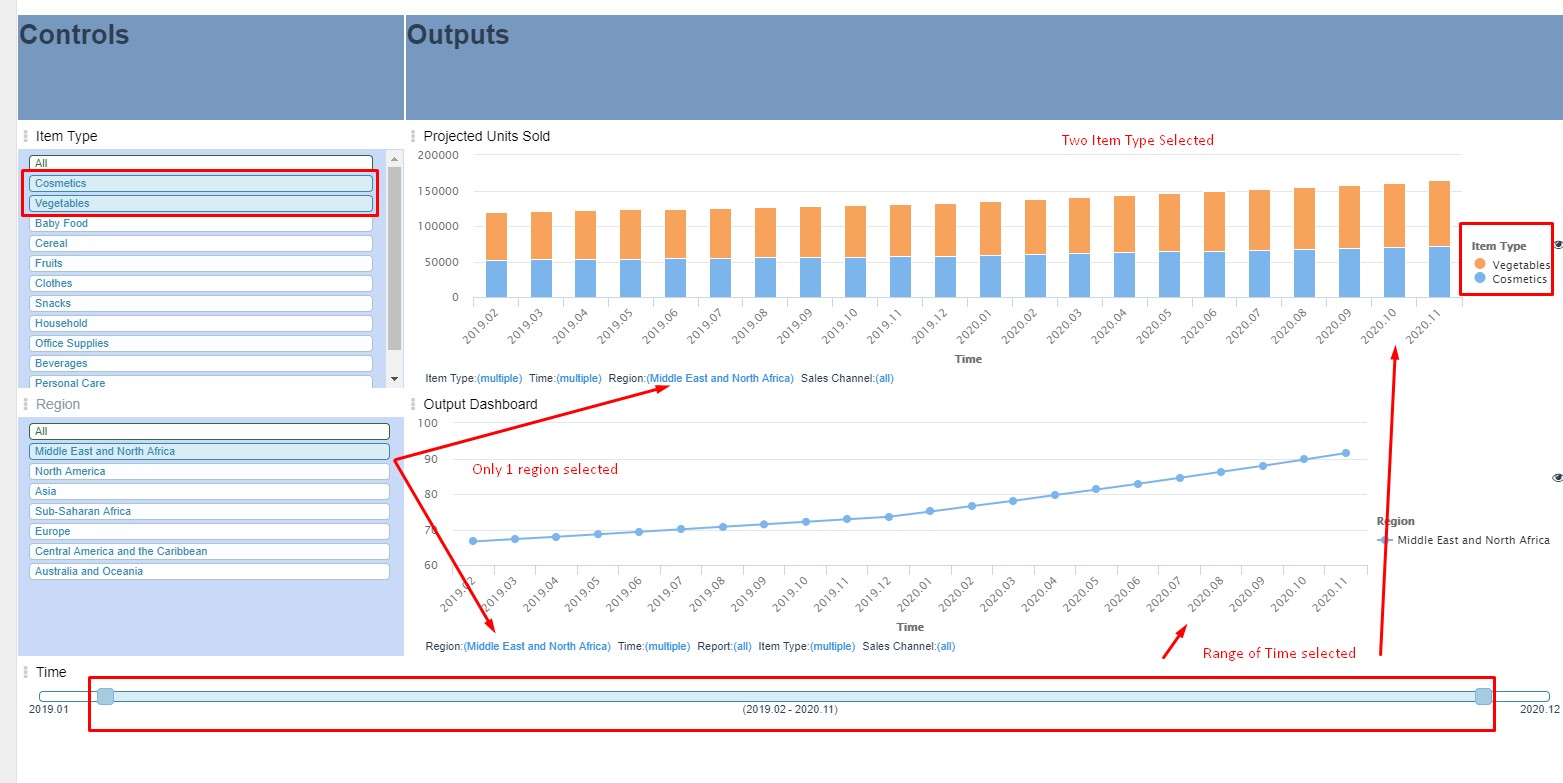 Controls
Outputs
Item Type
All
Cosmetics
Vegetables
Baby Food
Cereal
Fruits
Clothes
Snacks
Household
Office Supplies
Beverages
Personal Care
Projected Units Sold
Two Item Type Selected
200000
150000
100000
50000
0
2019.02 2019.03 2019.04 2019.05 2019.06 2019.07 2019.08 2019.09 2019.10 2019.11 2019.12 2020.01 2020.02 2020.03 2020.04 2020.05 2020.06 2020.07 2020.08 2020.09 2020.10 2020.11
Time
Item Type
Vegetables
Cosmetics
Item Type:(multiple) Time:(multiple) Region:(Middle East and North Africa) Sales Channel:(all)
Region
All
Middle East and North Africa
North America
Asia
Sub-Saharan Africa
Europe
Central America and the Caribbean
Australia and Oceania
Output Dashboard
Only 1 region selected
100
90
80
70
60
2019.02 2019.03 2019.04 2019.05 2019.06 2019.07 2019.08 2019.09 2019.10 2019.11 2019.12 2020.01 2020.02 2020.03 2020.04 2020.05 2020.06 2020.07 2020.08 2020.09 2020.10 2020.11
Time
Region
Middle East and North Africa
Region:(Middle East and North Africa) Time:(multiple) Report:(all) Item Type:(multiple) Sales Channel:(all)
Range of Time selected
Time
2019.01
(2019.02 - 2020.11)
2020.12